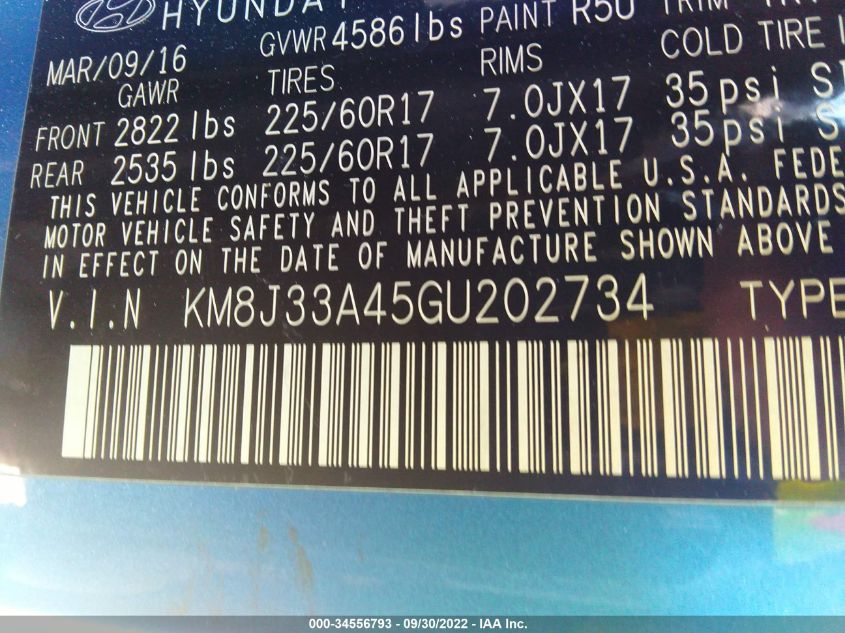 HYUNDAI
GVWR 4586 lbs PAINT R5U TRIM
MAR/09/16
GAWR TIRES RIMS COLD TIRE
FRONT 2822 lbs 225/60R17 7.0JX17 35psi
REAR 2535 lbs 225/60R17 7.0JX17 35psi
THIS VEHICLE CONFORMS TO ALL APPLICABLE U.S.A. FEDE
MOTOR VEHICLE SAFETY AND THEFT PREVENTION STANDARDS
IN EFFECT ON THE DATE OF MANUFACTURE SHOWN ABOVE
V.I.N KM8J33A45GU202734 TYPE
000-34556793 - 09/30/2022 - IAA Inc.